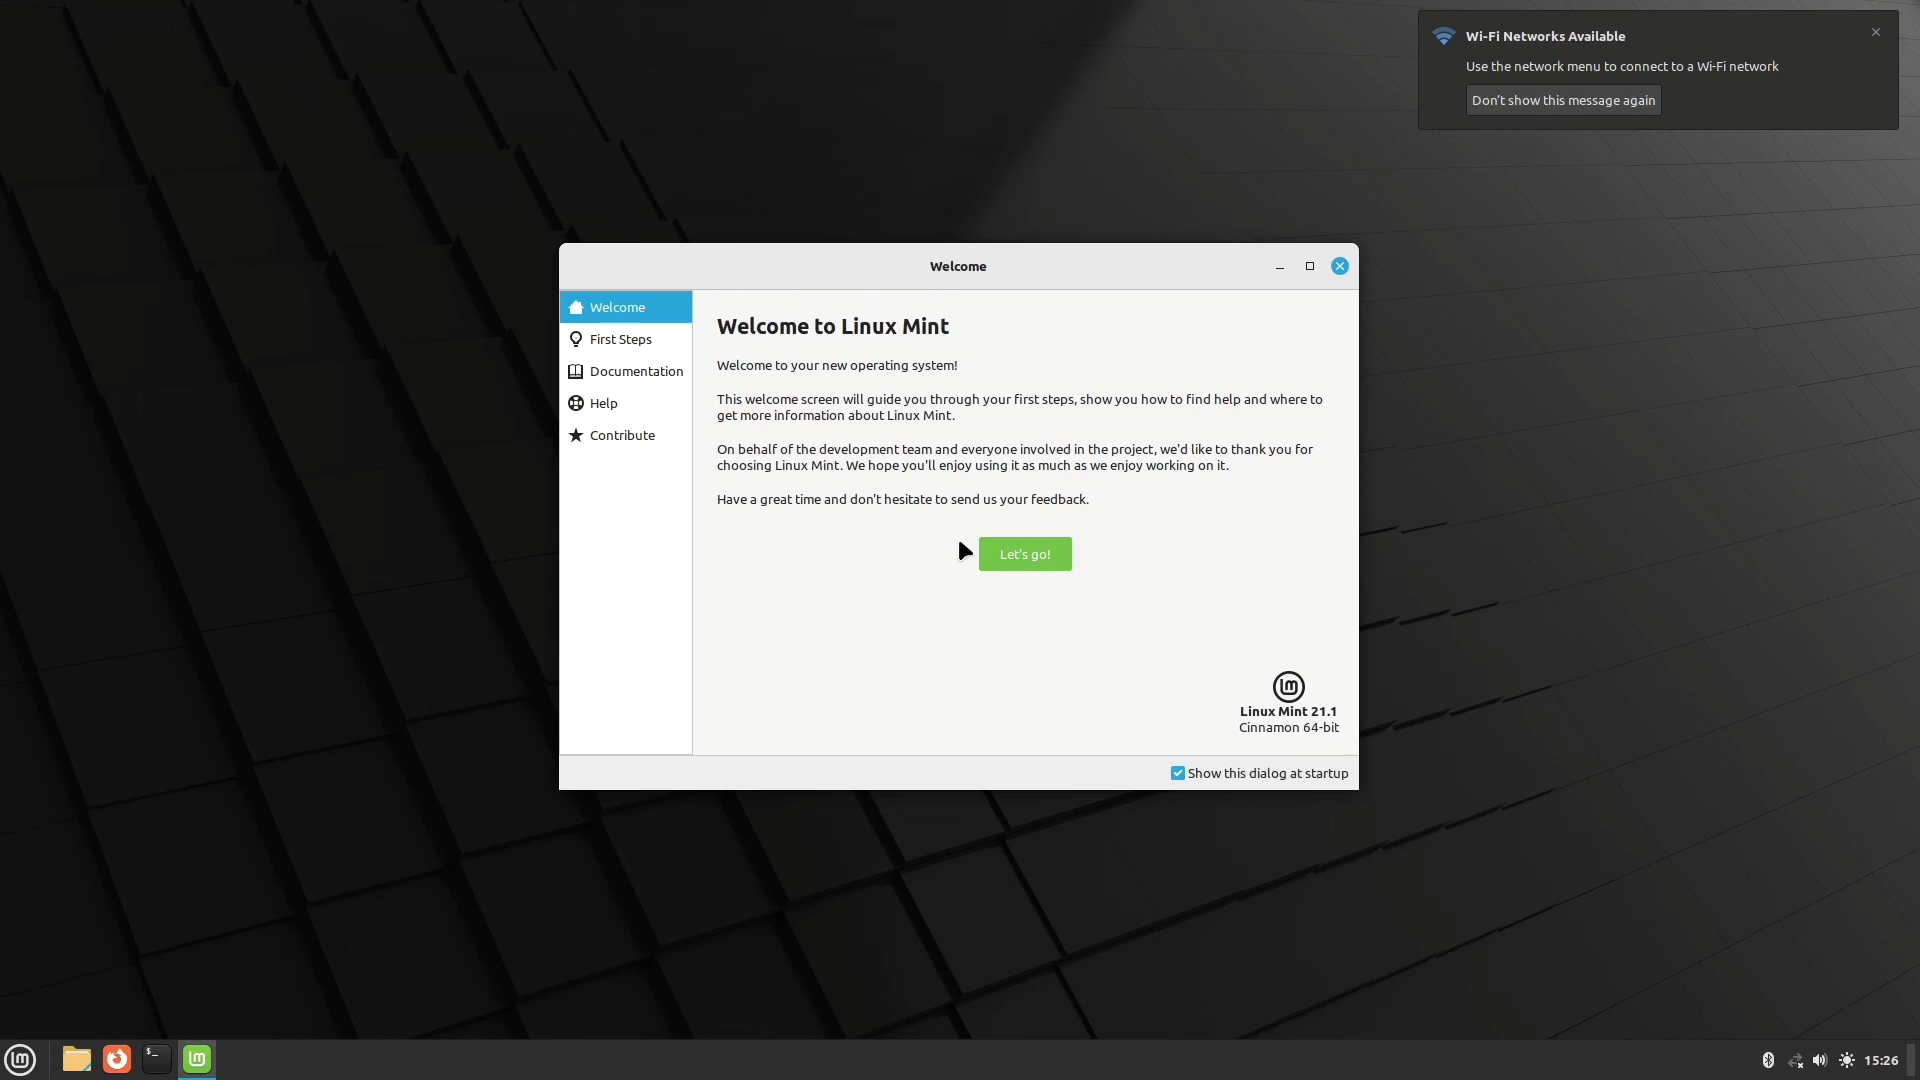 Wi-Fi Networks Available
Use the network menu to connect to a Wi-Fi network
Don't show this message again
Welcome
Welcome
First Steps
Documentation
Help
Contribute
Welcome to Linux Mint
Welcome to your new operating system!
This welcome screen will guide you through your first steps, show you how to find help and where to
get more information about Linux Mint.
On behalf of the development team and everyone involved in the project, we'd like to thank you for
choosing Linux Mint. We hope you'll enjoy using it as much as we enjoy working on it.
Have a great time and don't hesitate to send us your feedback.
Let's go!
Linux Mint 21.1
Cinnamon 64-bit
Show this dialog at startup
$_
15:26